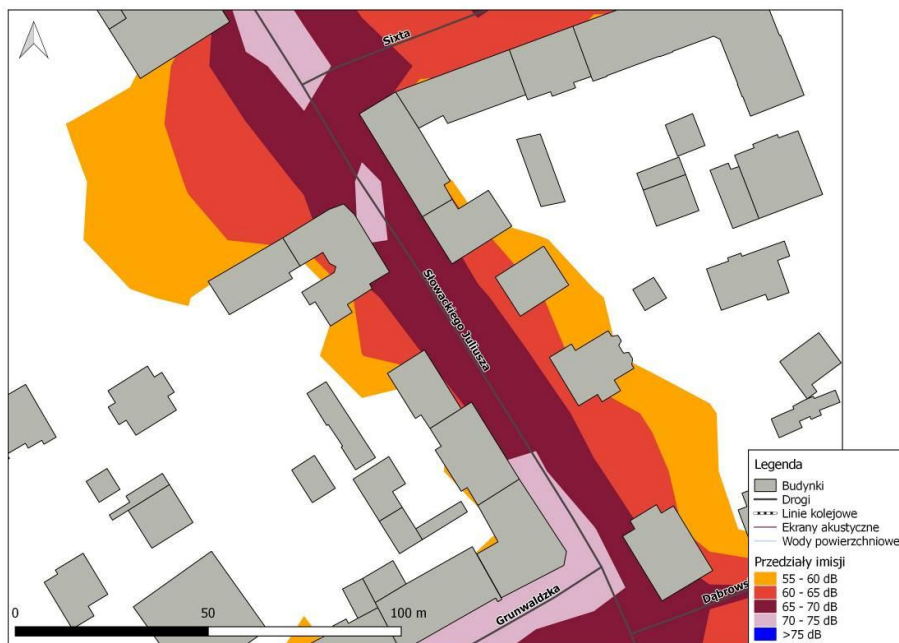 Sixta
Słowackiego Juliusza
Grunwaldzka
Legenda
Budynki
Drogi
Linie kolejowe
Ekrany akustyczne
Wody powierzchniowe
Przedziały imisji
55 - 60 dB
60 - 65 dB
65 - 70 dB
70 - 75 dB
>75 dB
Dąbrows
0 50 100 m